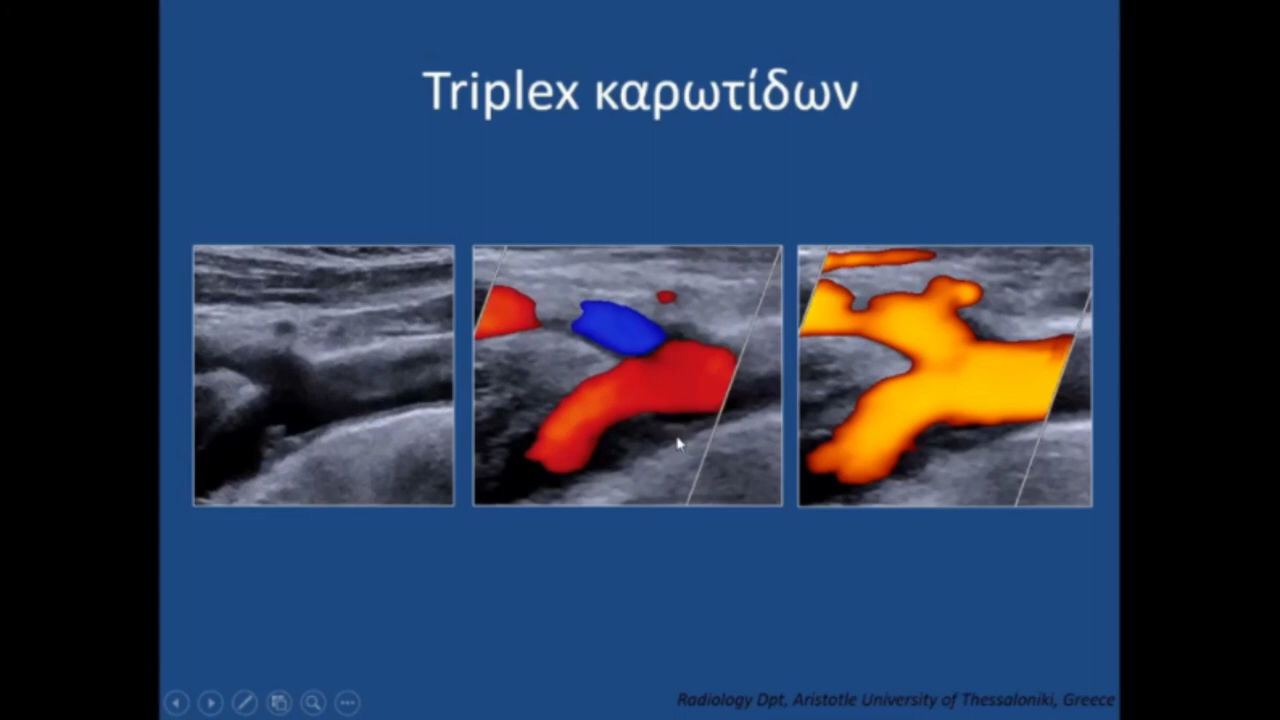 Triplex καρωτίδων
Radiology Dpt, Aristotle University of Thessaloniki, Greece